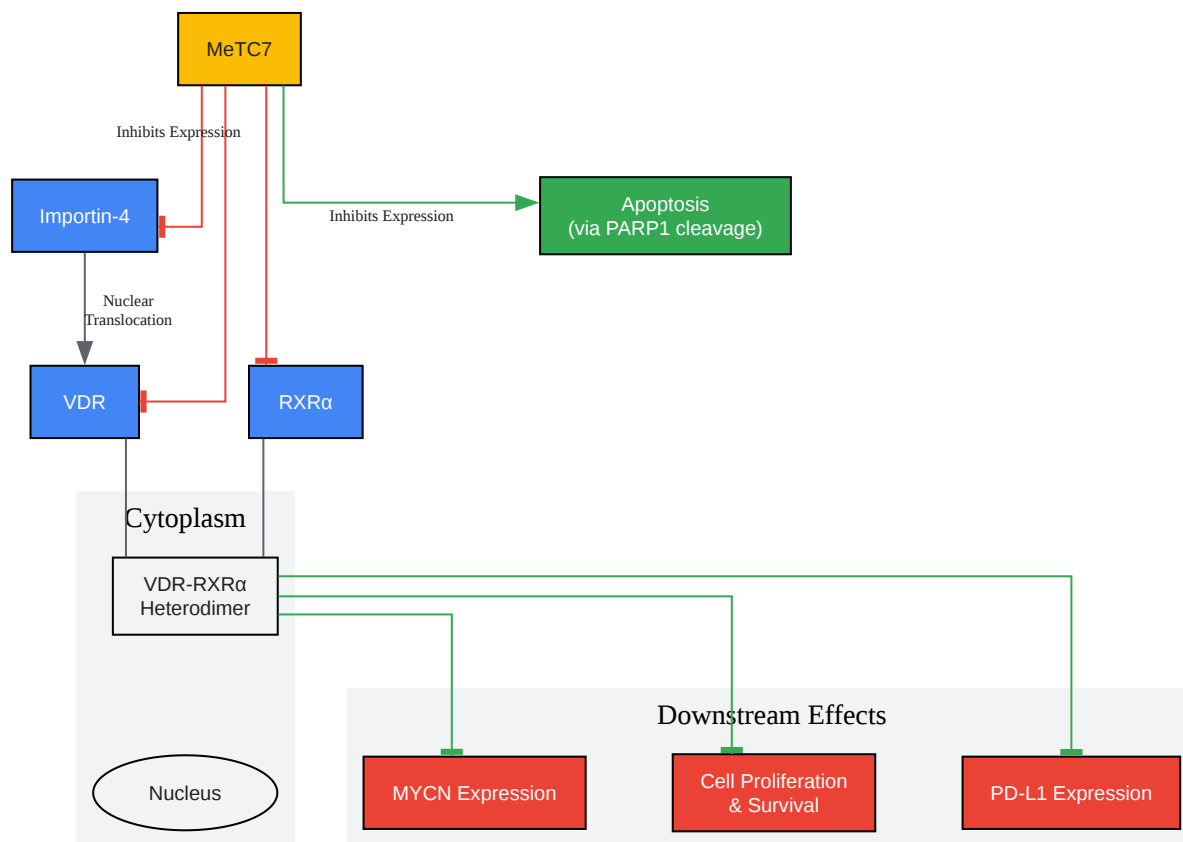 MeTC7
Inhibits Expression
Importin-4
Apoptosis
(via PARP1 cleavage)
Inhibits Expression
Nuclear
Translocation
VDR
RXRα
Cytoplasm
VDR-RXRα
Heterodimer
Downstream Effects
Nucleus
MYCN Expression
Cell Proliferation
& Survival
PD-L1 Expression